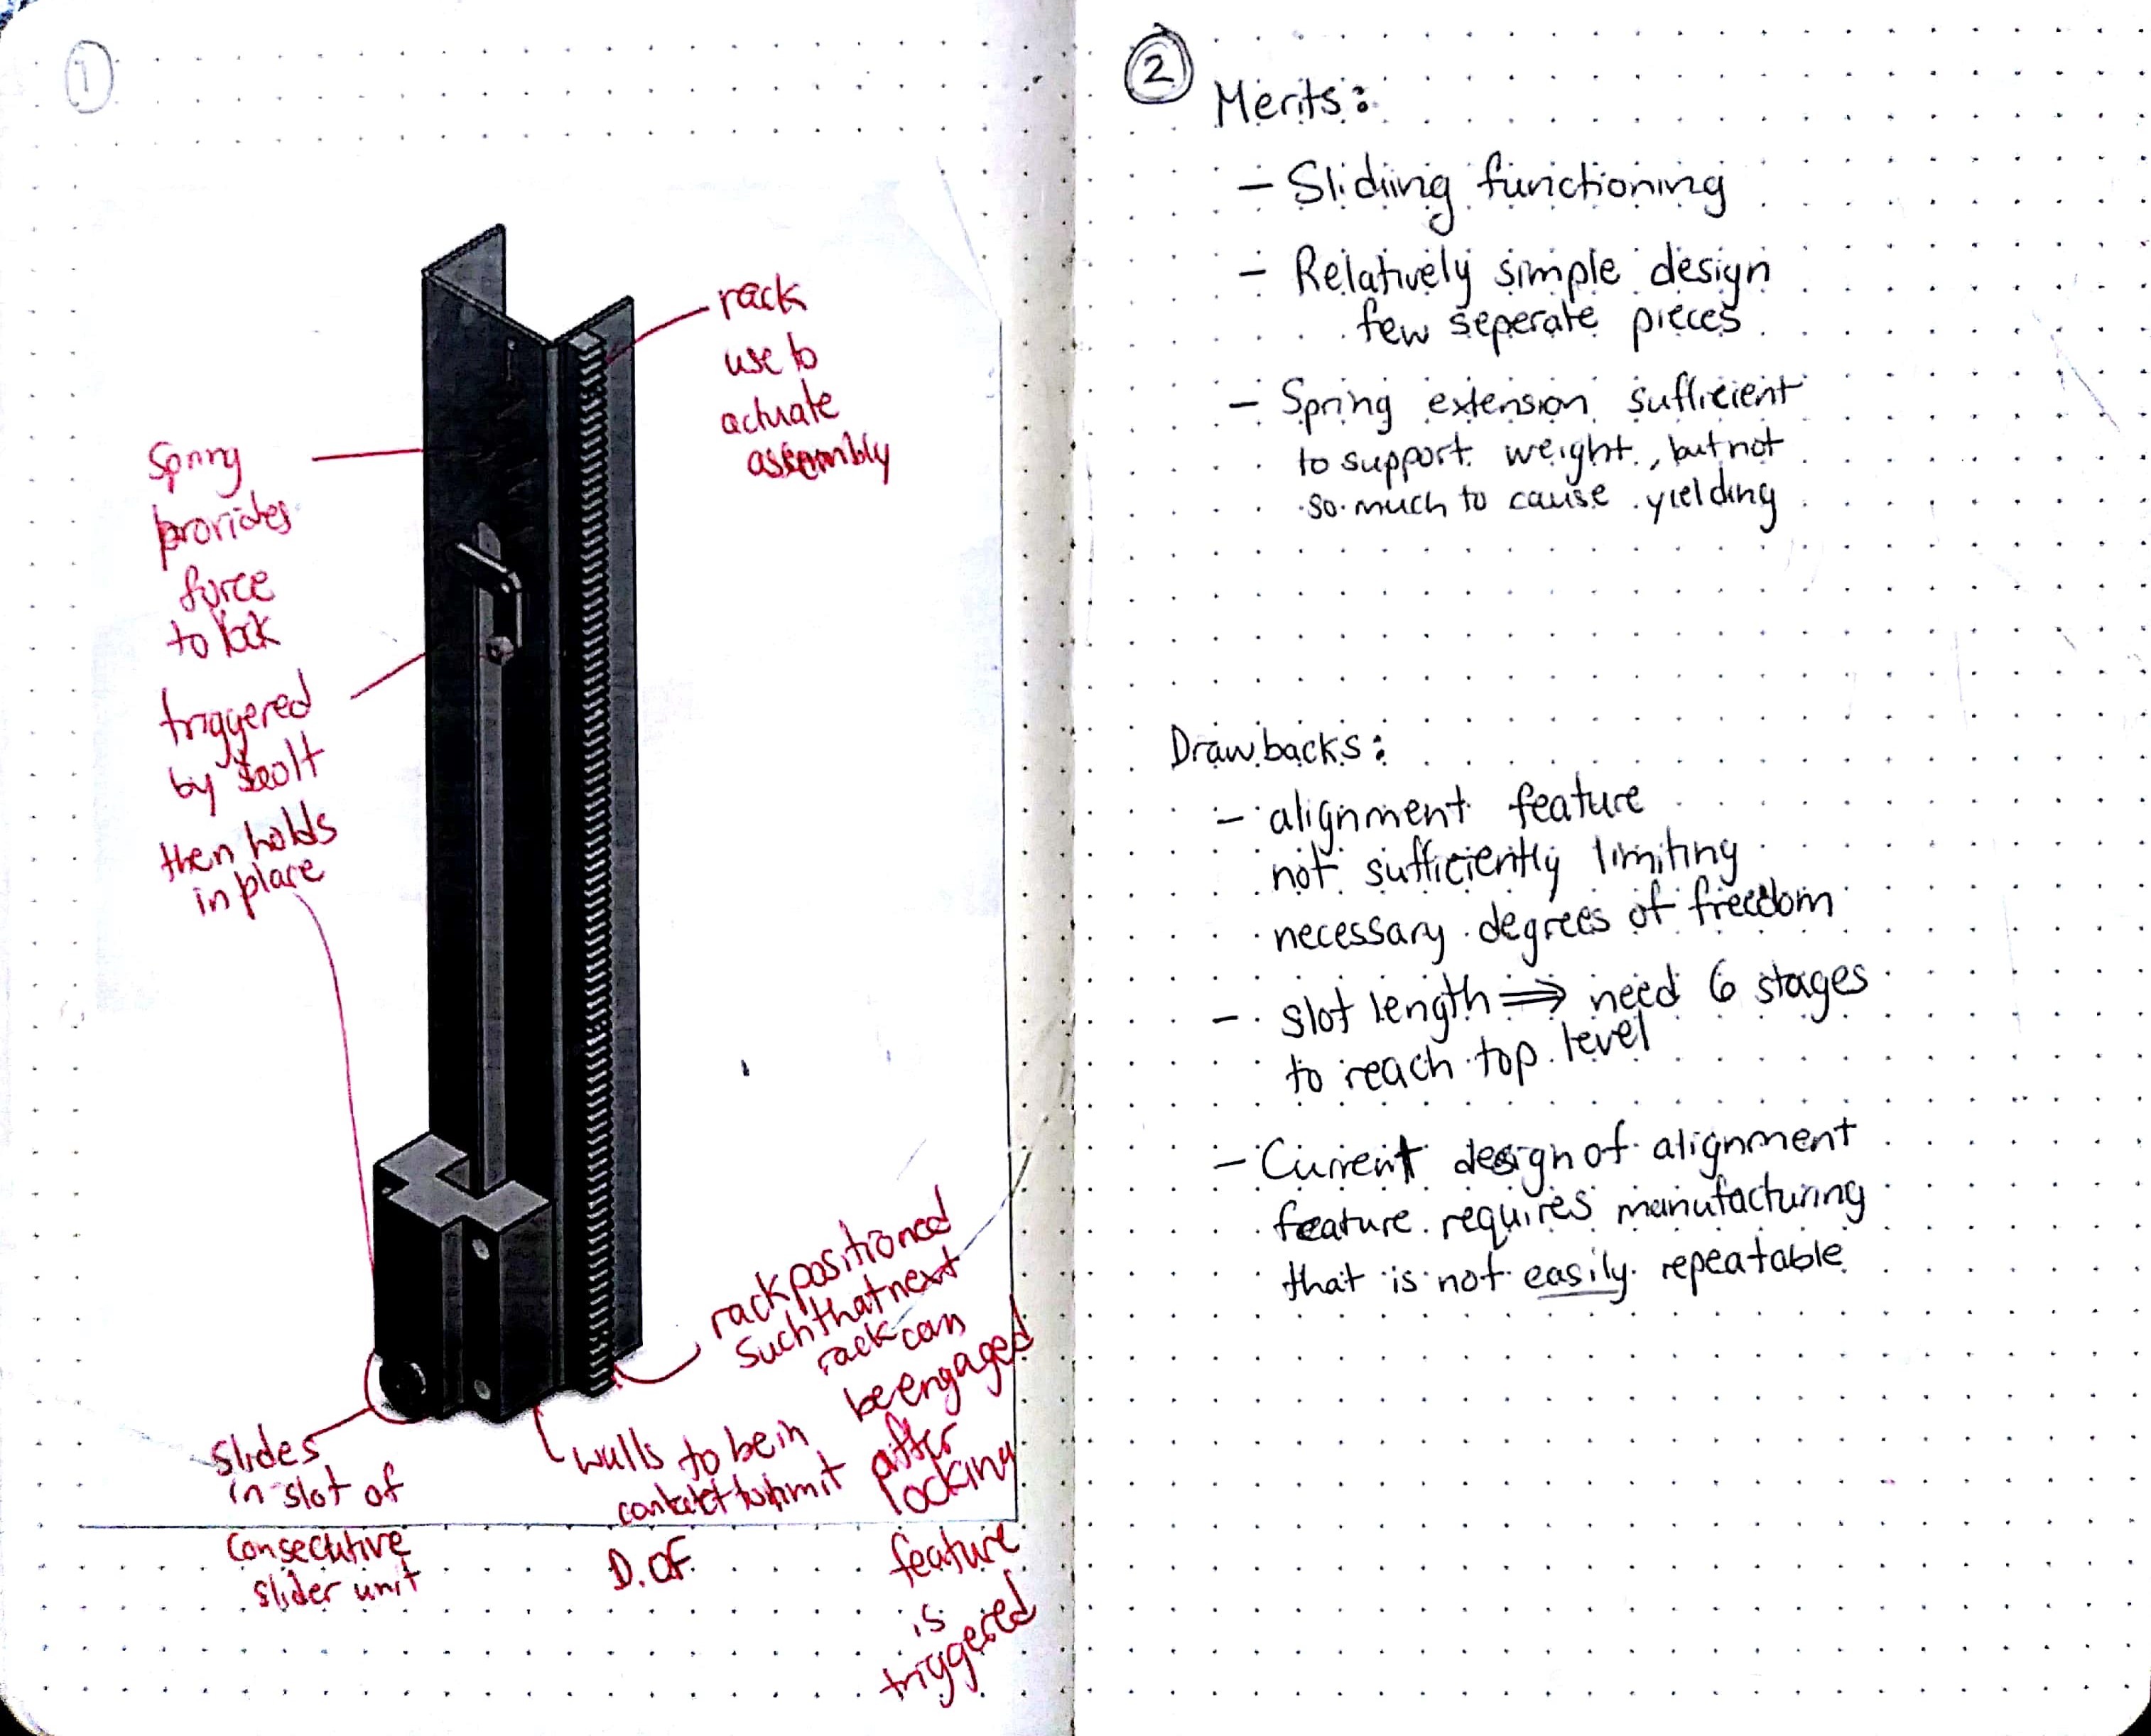 1
rack
use to
actuate
assembly
Spring
provides
force
to lock
triggered
by bolt
then holds
in place
rack positioned
such that next
rack can
be engaged
after
locking
feature
is
triggered
walls to be in
contact to limit
D. OF
Slides
in slot of
consecutive
slider unit
2
Merits:
- Slidiing functioning
- Relatively simple design
few seperate pieces
- Spring extension sufficient
to support weight, but not
so much to cause yielding
Drawbacks:
- alignment feature
not sufficiently limiting
necessary degrees of freedom
- slot length ⟹ need 6 stages
to reach top level
- Current design of alignment
feature requires manufacturing
that is not easily repeatable